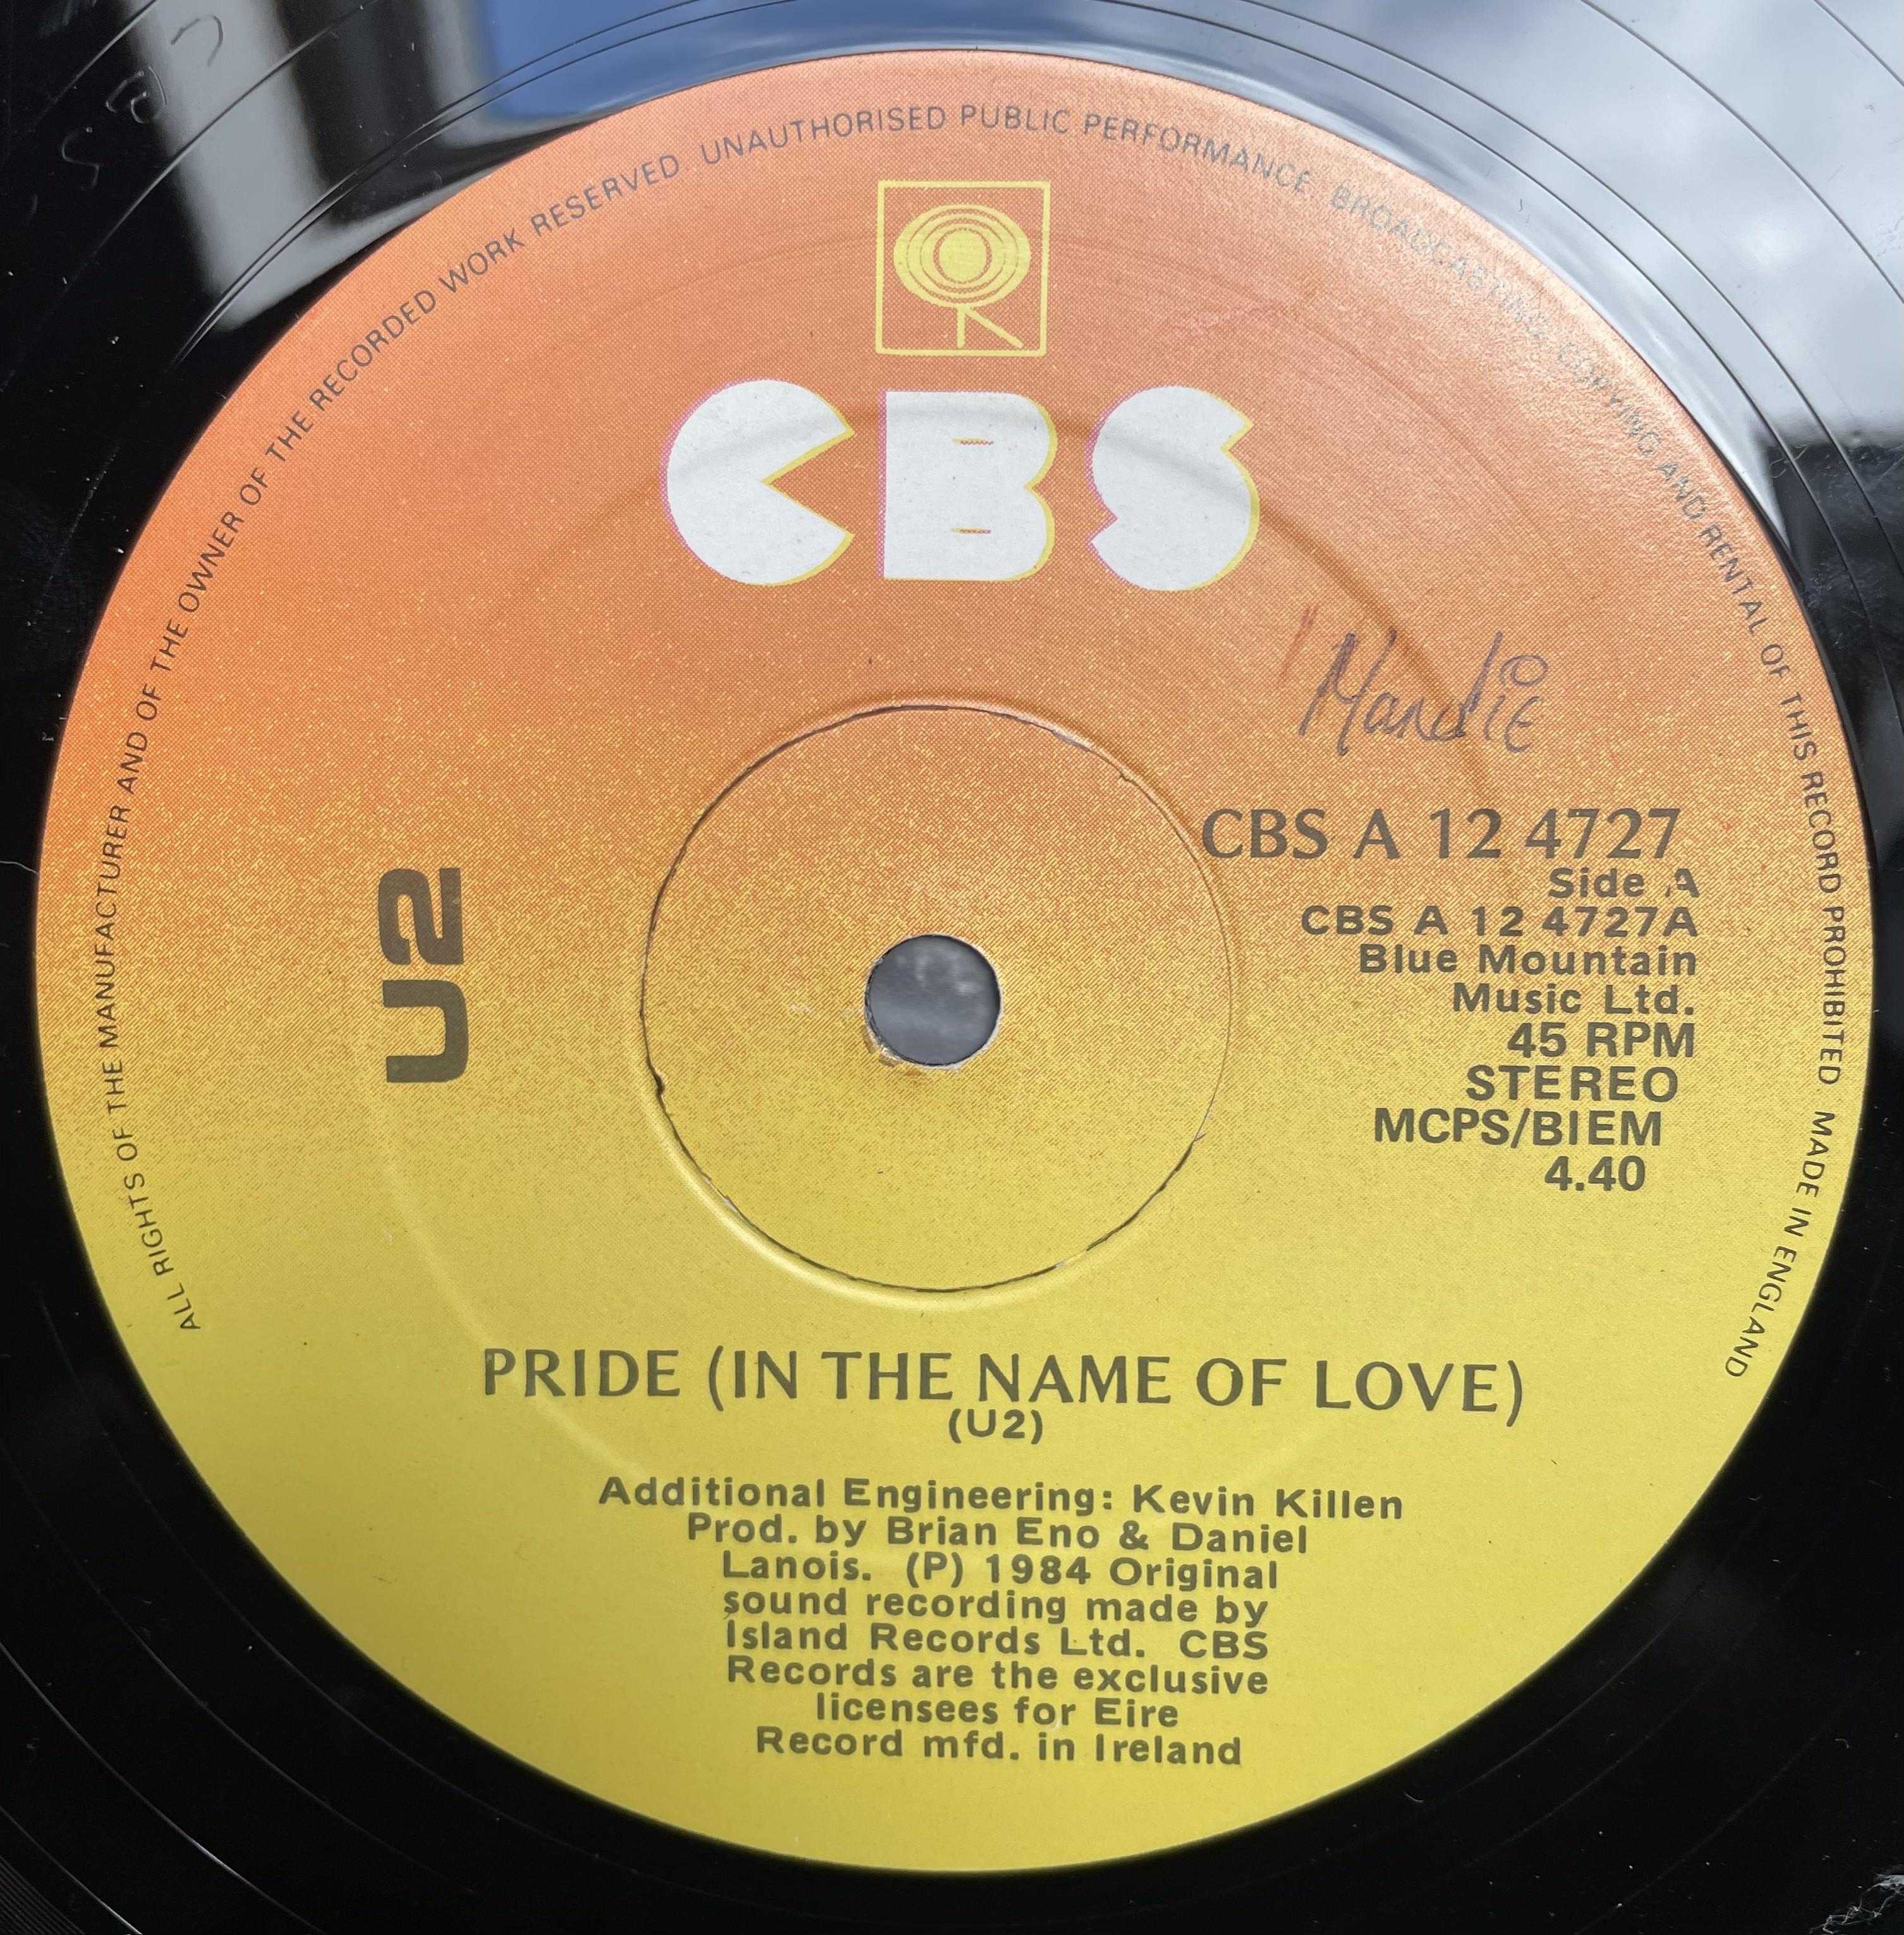 ALL RIGHTS OF THE MANUFACTURER AND OF THE OWNER OF THE RECORDED WORK RESERVED. UNAUTHORISED PUBLIC PERFORMANCE. BROADCASTING, COPYING AND RENTAL OF THIS RECORD PROHIBITED. MADE IN ENGLAND
CBS
"Mandie
U2
CBS A 12 4727
Side A
CBS A 12 4727A
Blue Mountain
Music Ltd.
45 RPM
STEREO
MCPS/BIEM
4.40
PRIDE (IN THE NAME OF LOVE)
(U2)
Additional Engineering: Kevin Killen
Prod. by Brian Eno & Daniel
Lanois. (P) 1984 Original
sound recording made by
Island Records Ltd. CBS
Records are the exclusive
licensees for Eire
Record mfd. in Ireland